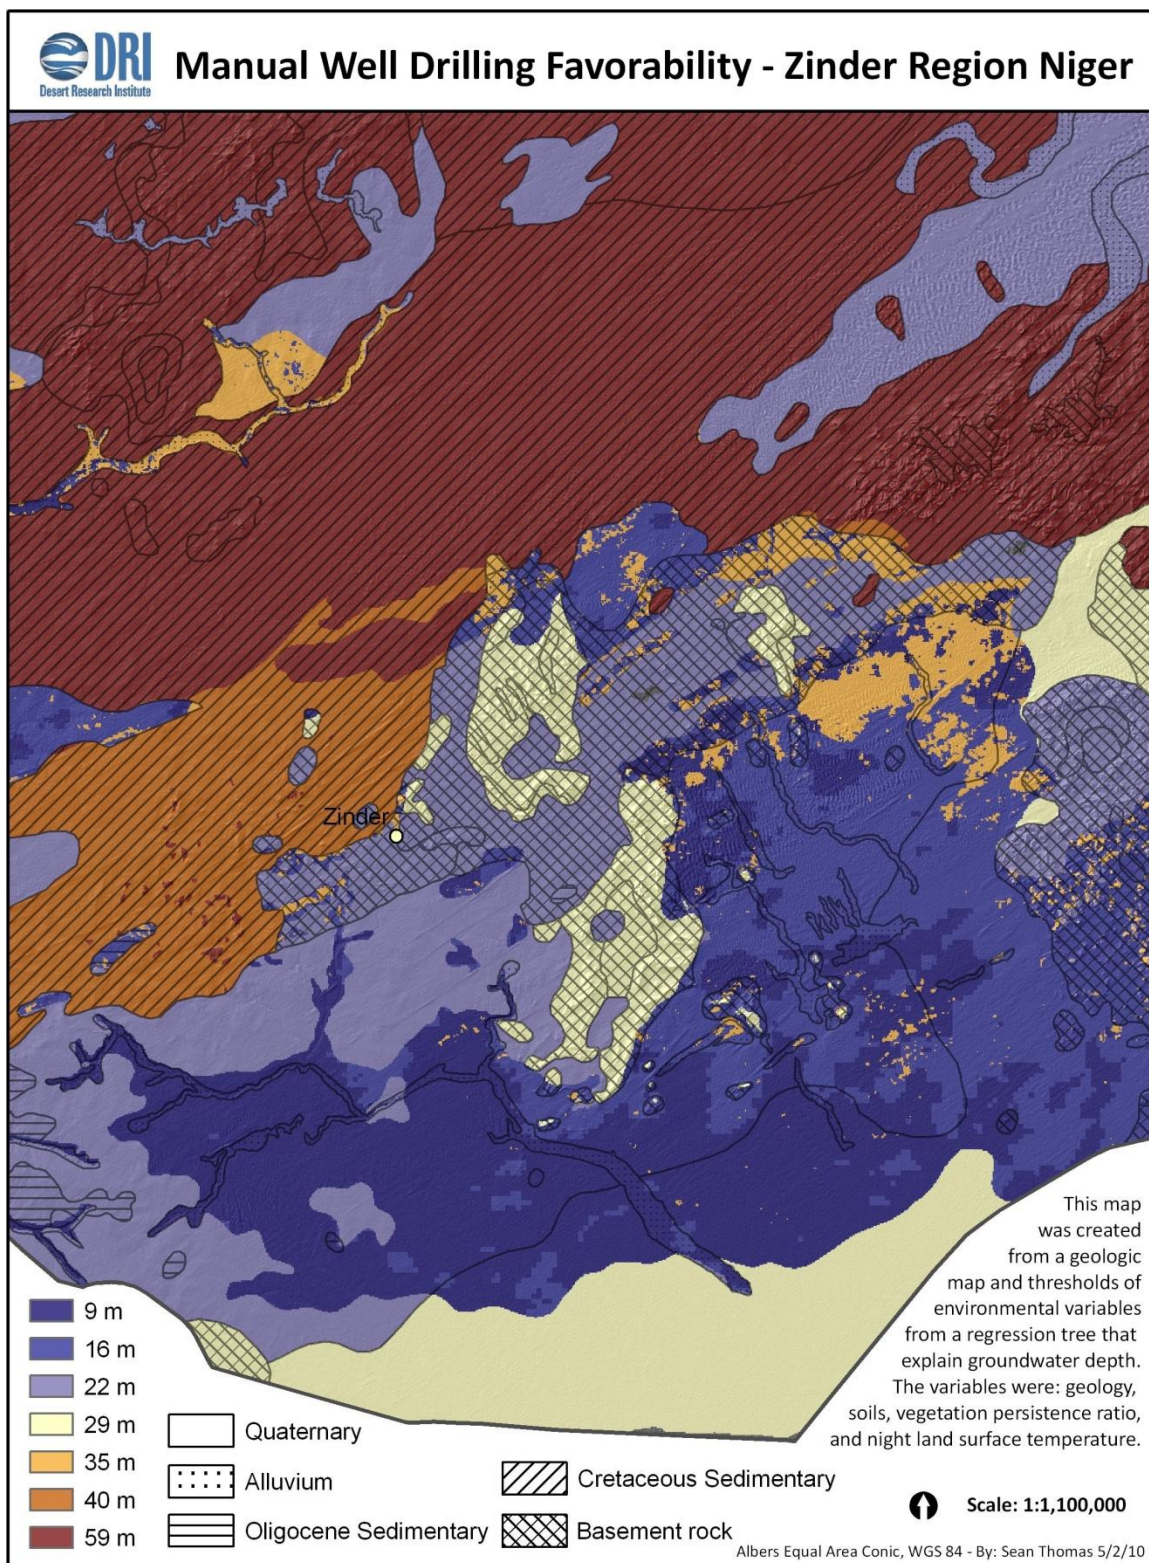 DRI
Desert Research Institute
Manual Well Drilling Favorability - Zinder Region Niger
Zinder
This map
was created
from a geologic
map and thresholds of
environmental variables
from a regression tree that
explain groundwater depth.
The variables were: geology,
soils, vegetation persistence ratio,
and night land surface temperature.
9 m
16 m
22 m
29 m
35 m
40 m
59 m
Quaternary
Alluvium
Oligocene Sedimentary
Cretaceous Sedimentary
Basement rock
Scale: 1:1,100,000
Albers Equal Area Conic, WGS 84 - By: Sean Thomas 5/2/10